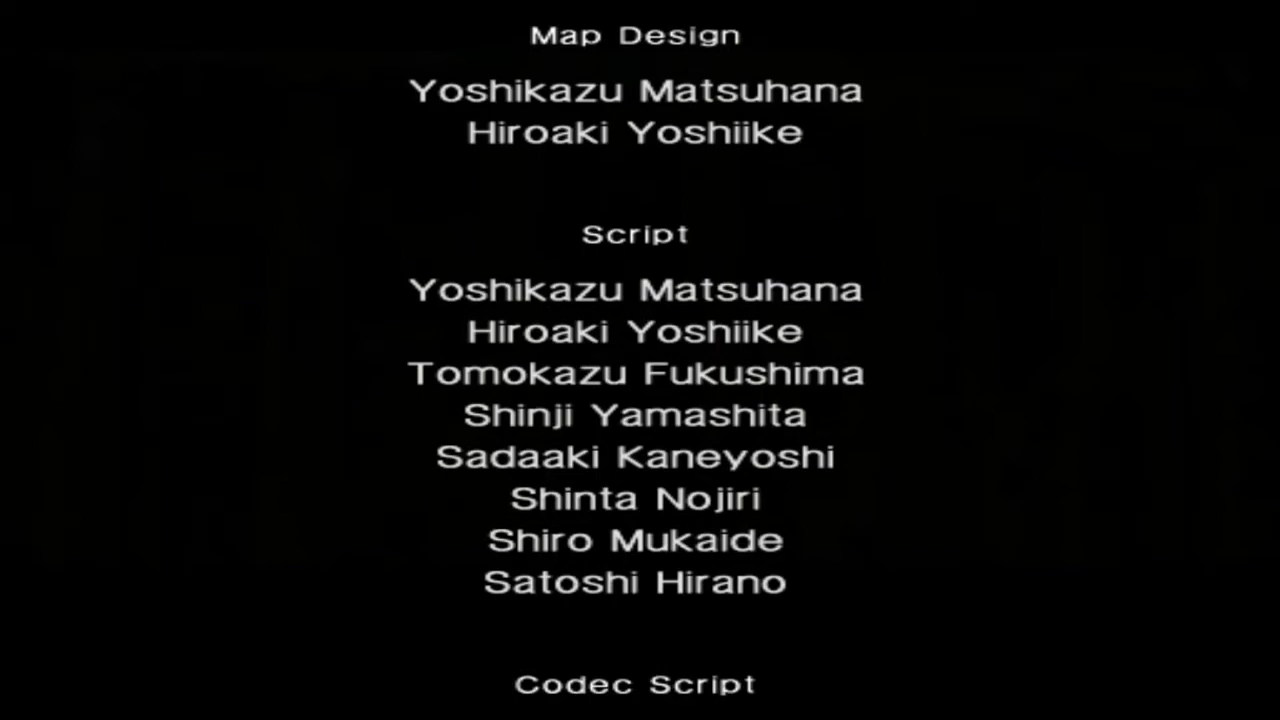 Map Design
Yoshikazu Matsuhana
Hiroaki Yoshiike
Script
Yoshikazu Matsuhana
Hiroaki Yoshiike
Tomokazu Fukushima
Shinji Yamashita
Sadaaki Kaneyoshi
Shinta Nojiri
Shiro Mukaide
Satoshi Hirano
Codec Script